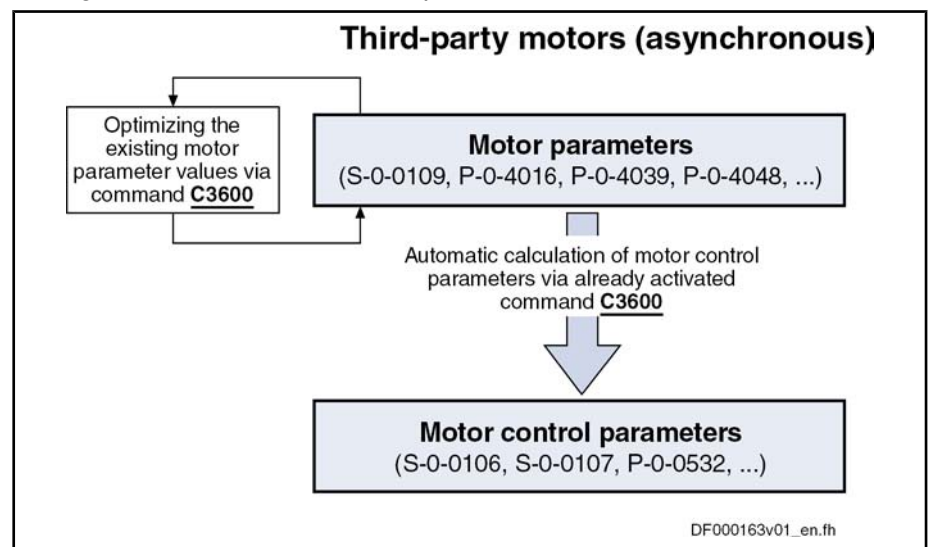 Third-party motors (asynchronous)
Optimizing the
existing motor
parameter values via
command C3600
Motor parameters
(S-0-0109, P-0-4016, P-0-4039, P-0-4048, ...)
Automatic calculation of motor control
parameters via already activated
command C3600
Motor control parameters
(S-0-0106, S-0-0107, P-0-0532, ...)
DF000163v01_en.fh